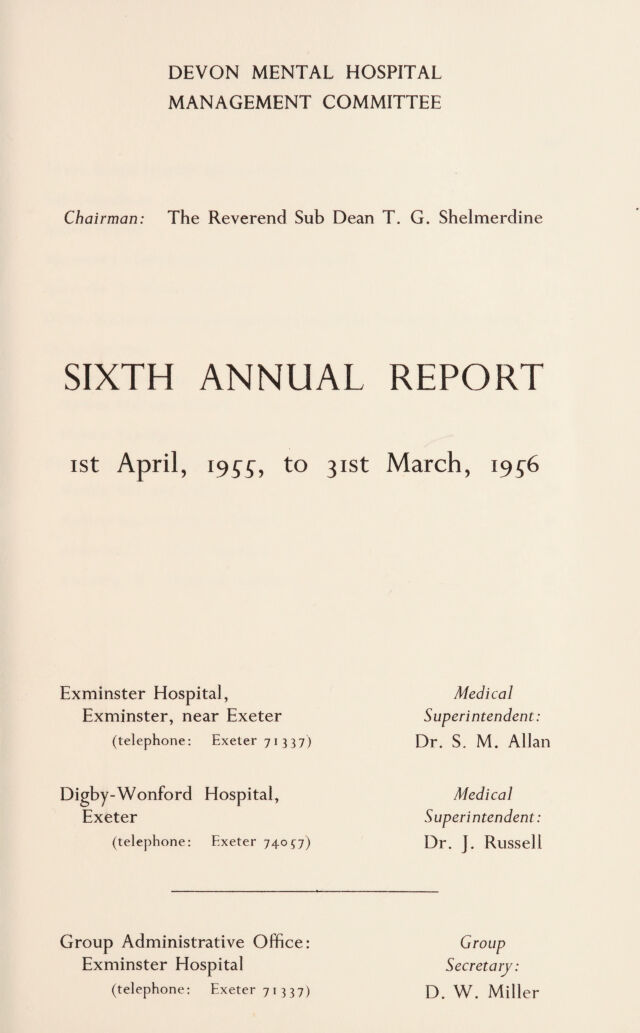 DEVON MENTAL HOSPITAL
MANAGEMENT COMMITTEE
Chairman: The Reverend Sub Dean T. G. Shelmerdine
SIXTH ANNUAL REPORT
1st April, 1955, to 31st March, 1956
Exminster Hospital,
Exminster, near Exeter
(telephone: Exeter 71337)
Medical
Superintendent:
Dr. S. M. Allan
Digby-Wonford Hospital,
Exeter
(telephone: Exeter 74057)
Medical
Superintendent:
Dr. J. Russell
Group Administrative Office:
Exminster Hospital
(telephone: Exeter 71337)
Group
Secretary:
D. W. Miller